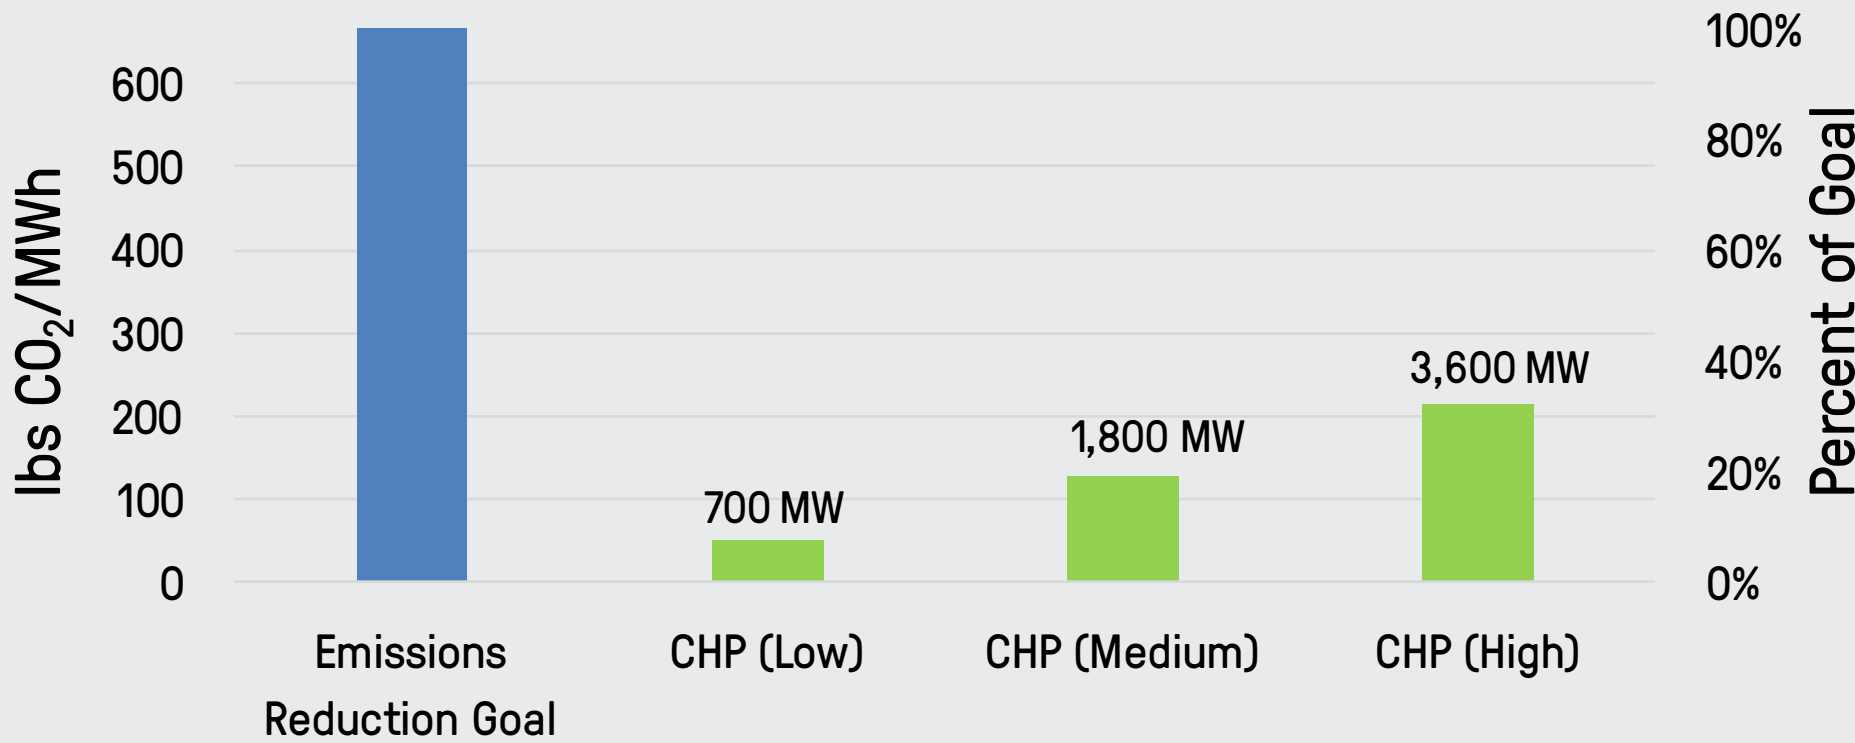 lbs CO₂/MWh
600
500
400
300
200
100
0
700 MW
1,800 MW
3,600 MW
100%
80%
60%
40%
20%
0%
Percent of Goal
Emissions
Reduction Goal
CHP (Low)
CHP (Medium)
CHP (High)